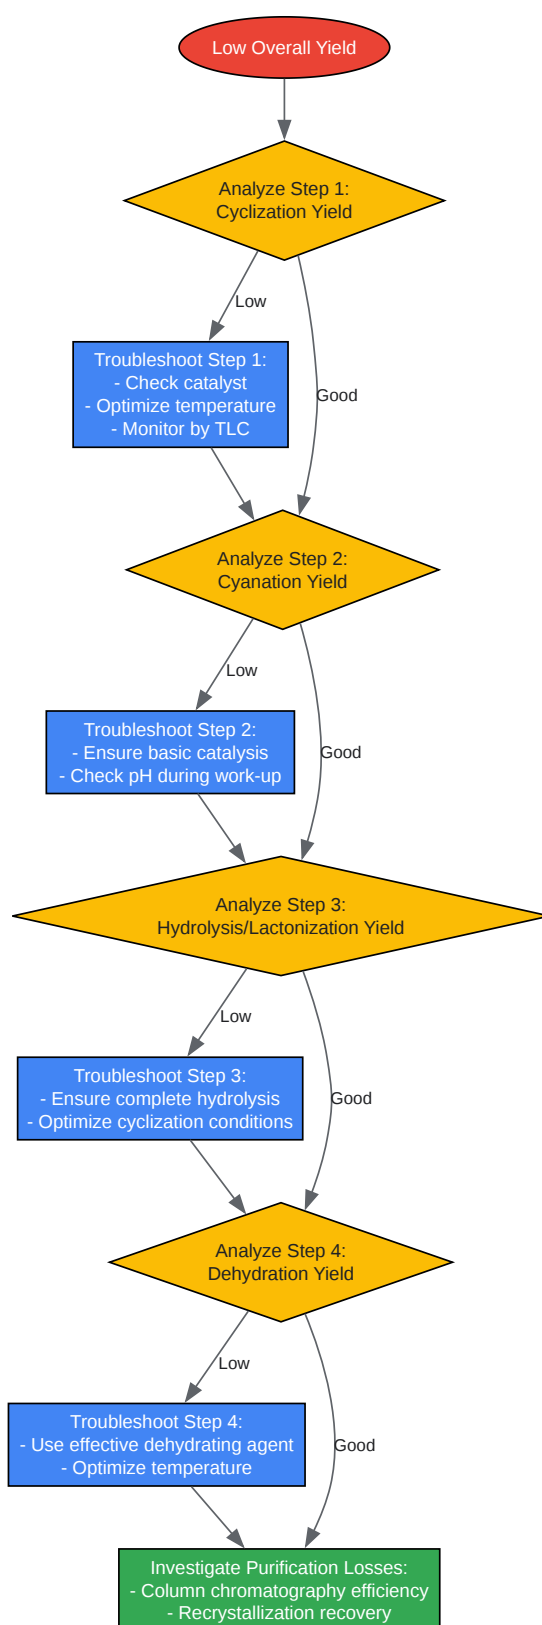 Low Overall Yield
Analyze Step 1:
Cyclization Yield
Low
Troubleshoot Step 1:
- Check catalyst
- Optimize temperature
- Monitor by TLC
Good
Analyze Step 2:
Cyanation Yield
Low
Troubleshoot Step 2:
- Ensure basic catalysis
- Check pH during work-up
Good
Analyze Step 3:
Hydrolysis/Lactonization Yield
Low
Troubleshoot Step 3:
- Ensure complete hydrolysis
- Optimize cyclization conditions
Good
Analyze Step 4:
Dehydration Yield
Low
Troubleshoot Step 4:
- Use effective dehydrating agent
- Optimize temperature
Good
Investigate Purification Losses:
- Column chromatography efficiency
- Recrystallization recovery